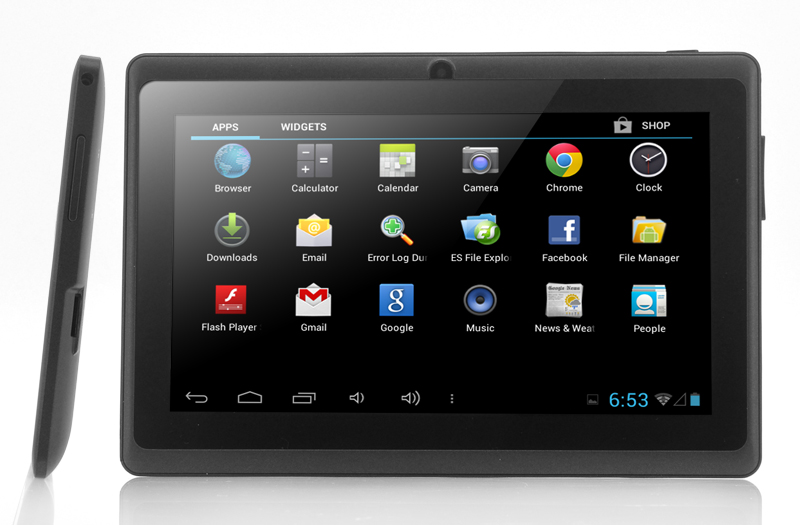 APPS WIDGETS SHOP
Browser Calculator Calendar Camera Chrome Clock
Downloads Email Error Log Du ES File Explo Facebook File Manager
Flash Player Gmail Google Music News & Weat People
6:53